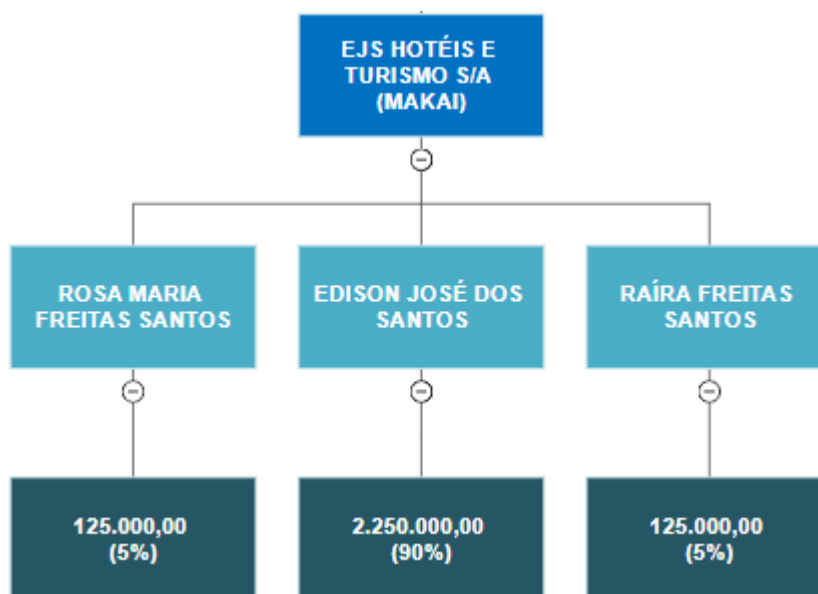 EJS HOTÉIS E
TURISMO S/A
(MAKAI)
ROSA MARIA
FREITAS SANTOS
EDISON JOSÉ DOS
SANTOS
RAÍRA FREITAS
SANTOS
125.000,00
(5%)
2.250.000,00
(90%)
125.000,00
(5%)